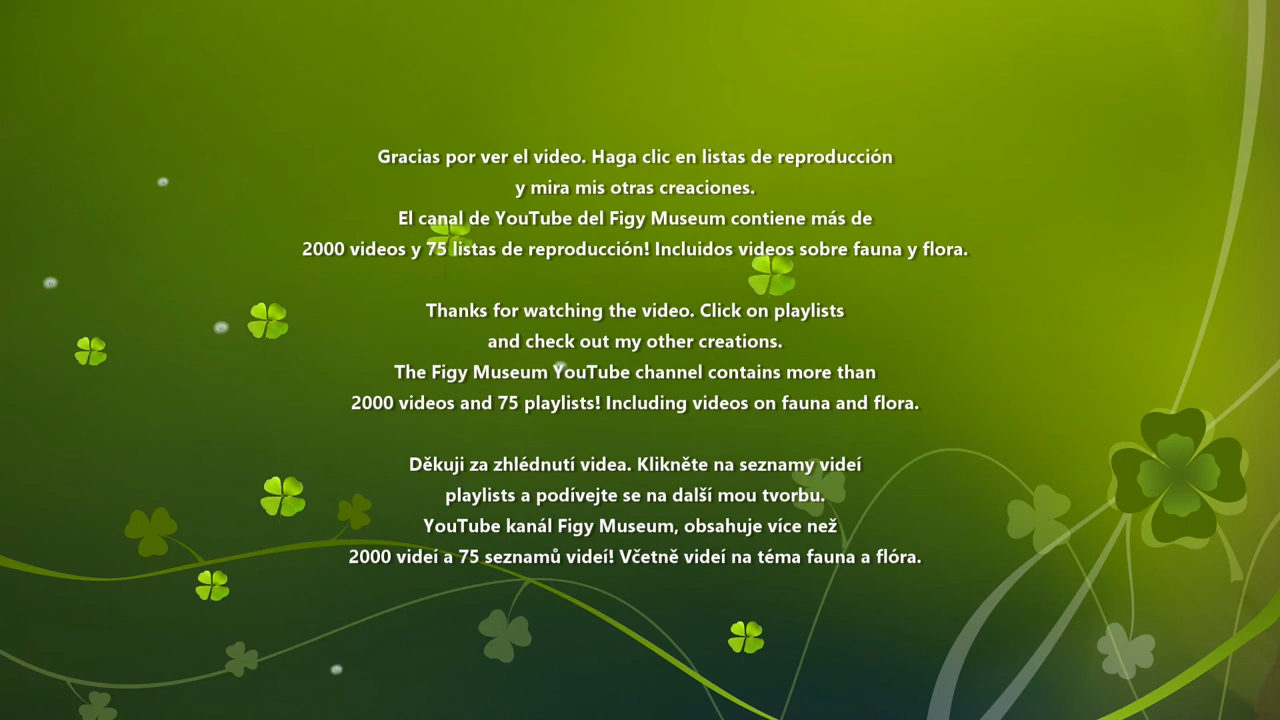 Gracias por ver el video. Haga clic en listas de reproducción
y mira mis otras creaciones.
El canal de YouTube del Figy Museum contiene más de
2000 videos y 75 listas de reproducción! Incluidos videos sobre fauna y flora.
Thanks for watching the video. Click on playlists
and check out my other creations.
The Figy Museum YouTube channel contains more than
2000 videos and 75 playlists! Including videos on fauna and flora.
Děkuji za zhlédnutí videa. Klikněte na seznamy videí
playlists a podívejte se na další mou tvorbu.
YouTube kanál Figy Museum, obsahuje více než
2000 videí a 75 seznamů videí! Včetně videí na téma fauna a flóra.